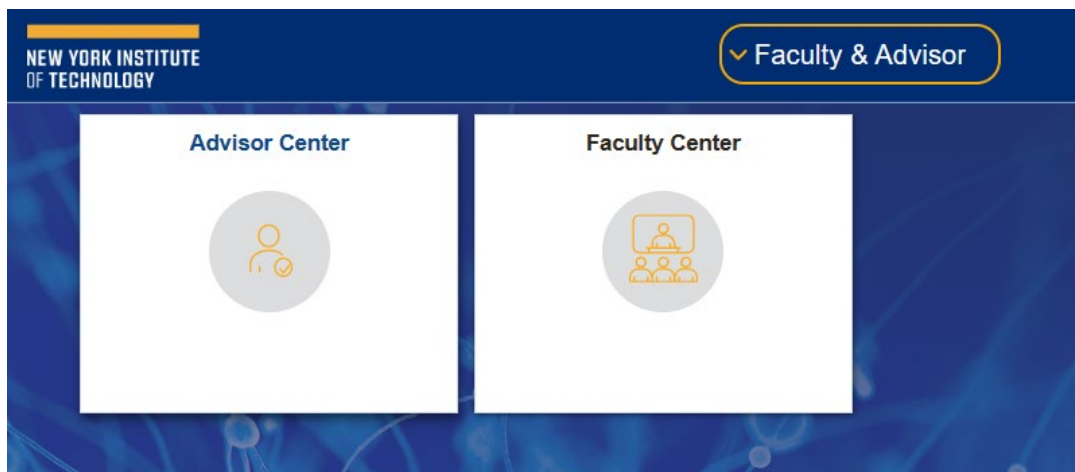 NEW YORK INSTITUTE
OF TECHNOLOGY
Faculty & Advisor
Advisor Center
Faculty Center